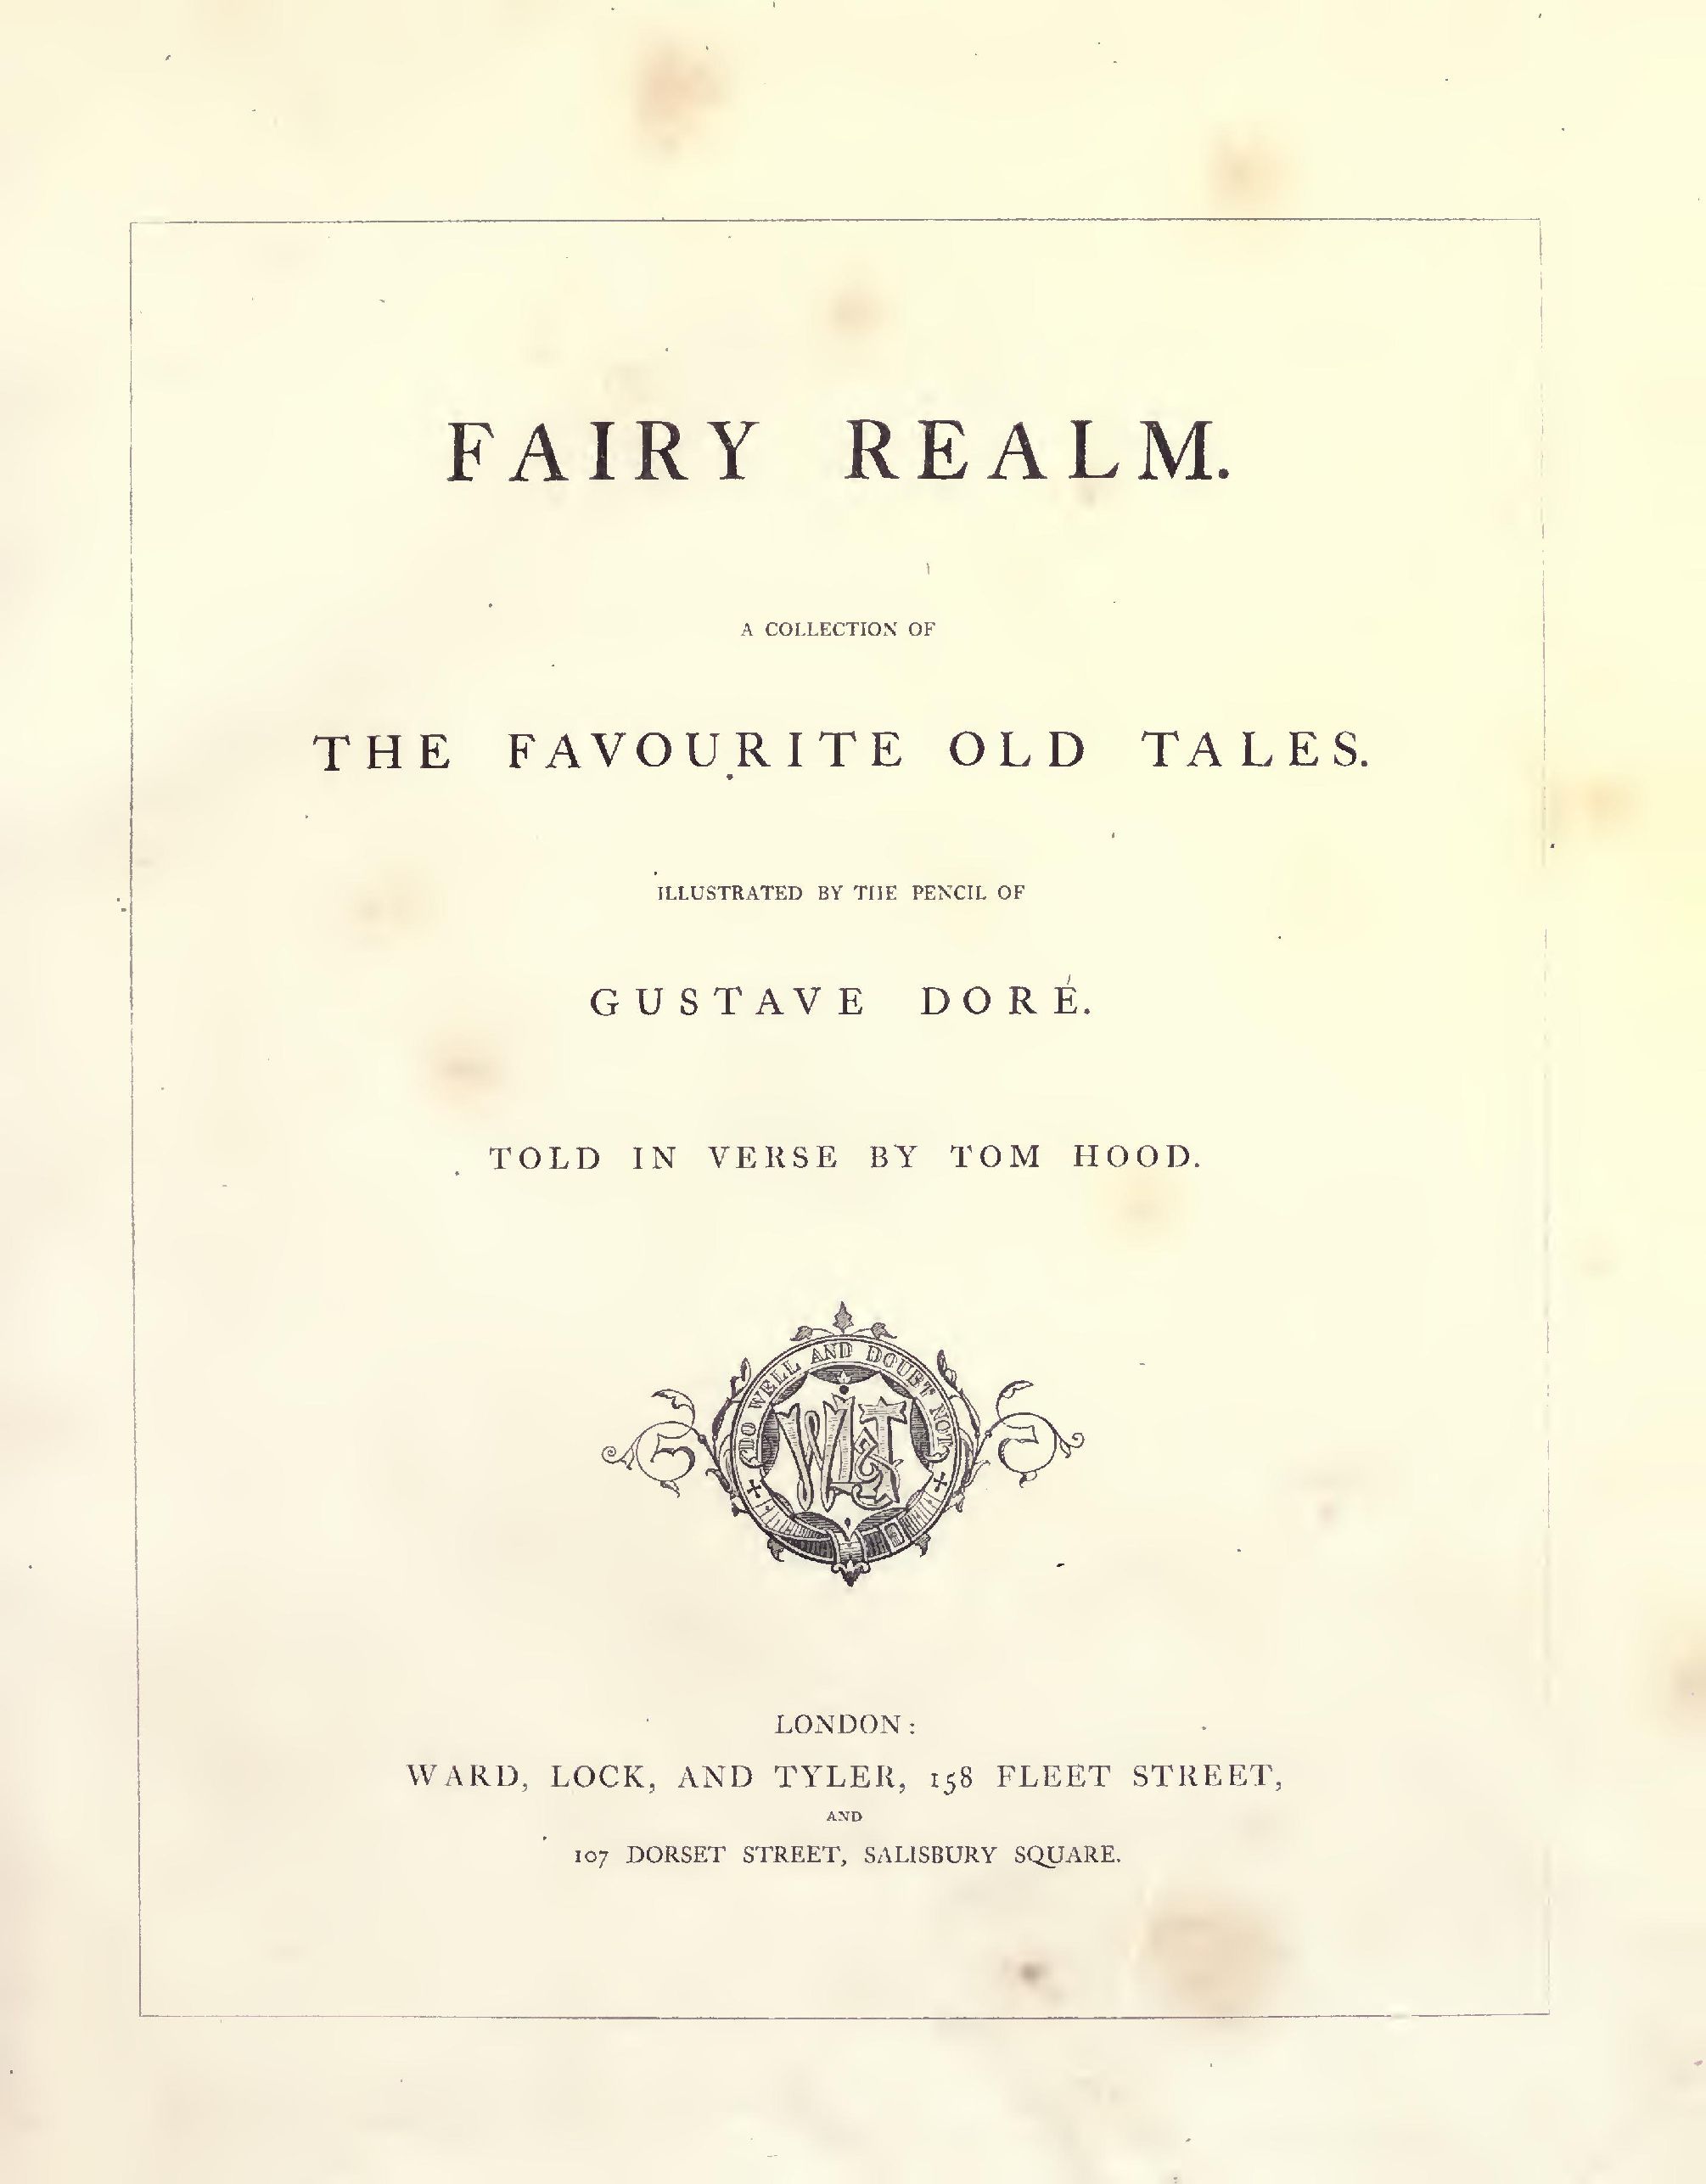 FAIRY REALM.
A COLLECTION OF
THE FAVOURITE OLD TALES.
ILLUSTRATED BY THE PENCIL OF
GUSTAVE DORÉ.
TOLD IN VERSE BY TOM HOOD.
DO WELL AND DOUBT NOT
WL&T
LONDON:
WARD, LOCK, AND TYLER, 158 FLEET STREET,
AND
107 DORSET STREET, SALISBURY SQUARE.